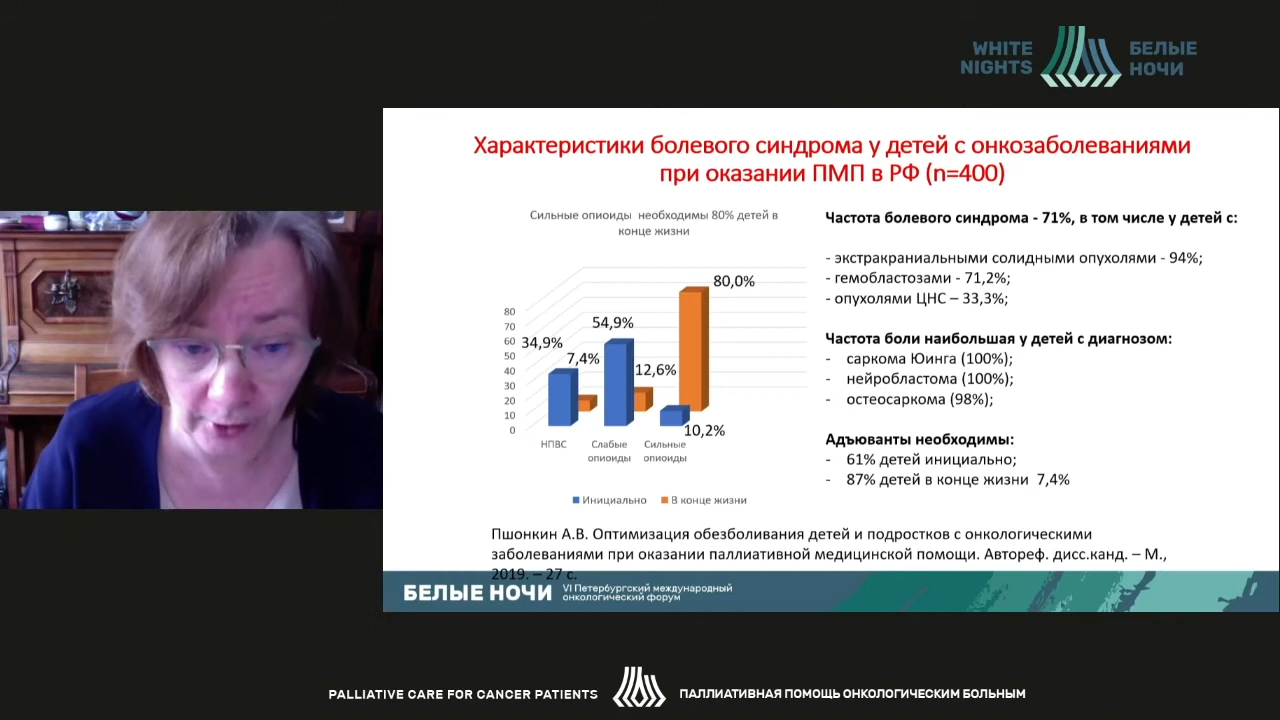 WHITE
NIGHTS
БЕЛЫЕ
НОЧИ
Характеристики болевого синдрома у детей с онкозаболеваниями
при оказании ПМП в РФ (n=400)
Сильные опиоиды необходимы 80% детей в
конце жизни
80
70
60
50
40
30
20
10
0
34,9%
7,4%
54,9%
12,6%
80,0%
10,2%
НПВС
Слабые
опиоиды
Сильные
опиоиды
Инициально
В конце жизни
Частота болевого синдрома - 71%, в том числе у детей с:
- экстракраниальными солидными опухолями - 94%;
- гемобластозами - 71,2%;
- опухолями ЦНС – 33,3%;
Частота боли наибольшая у детей с диагнозом:
- саркома Юинга (100%);
- нейробластома (100%);
- остеосаркома (98%);
Адъюванты необходимы:
- 61% детей инициально;
- 87% детей в конце жизни 7,4%
Пшонкин А.В. Оптимизация обезболивания детей и подростков с онкологическими
заболеваниями при оказании паллиативной медицинской помощи. Автореф. дисс.канд. – М.,
2019. – 27 с.
БЕЛЫЕ НОЧИ
VI Петербургский международный
онкологический форум
PALLIATIVE CARE FOR CANCER PATIENTS
ПАЛЛИАТИВНАЯ ПОМОЩЬ ОНКОЛОГИЧЕСКИМ БОЛЬНЫМ